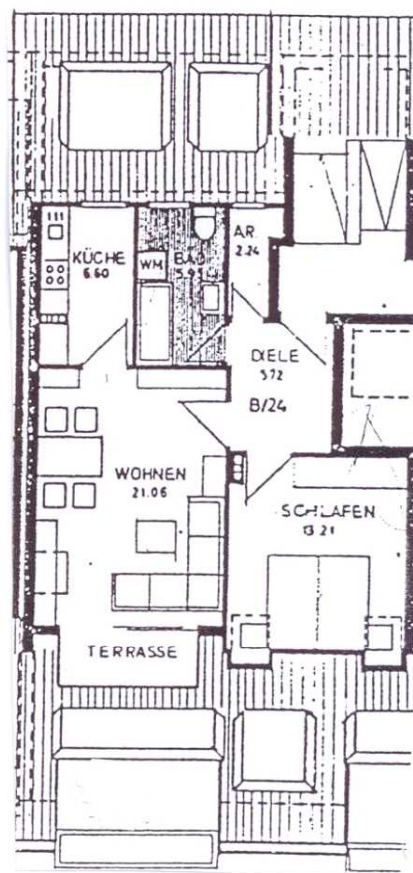 KÜCHE
6.60
WM
BAD
AR
2.24
DIELE
5.72
B/24
WOHNEN
21.06
SCHLAFEN
13.21
TERRASSE